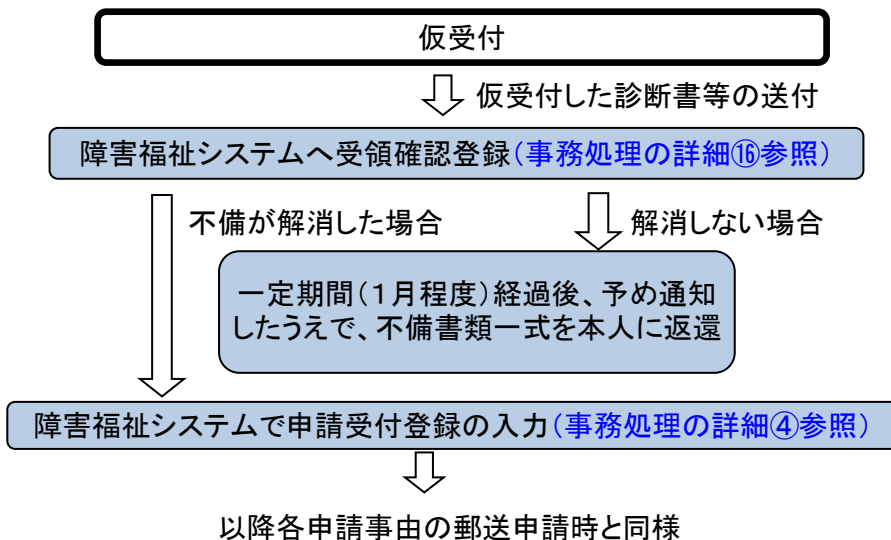 仮受付
仮受付した診断書等の送付
障害福祉システムへ受領確認登録(事務処理の詳細⑯参照)
不備が解消した場合
解消しない場合
一定期間(1月程度)経過後、予め通知
したうえで、不備書類一式を本人に返還
障害福祉システムで申請受付登録の入力(事務処理の詳細④参照)
以降各申請事由の郵送申請時と同様